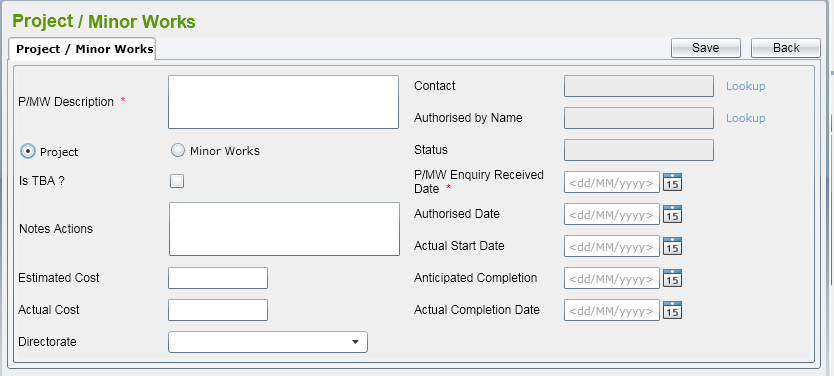 Project / Minor Works
Project / Minor Works
Save
Back
P/MW Description *
Project
Minor Works
Is TBA ?
Notes Actions
Estimated Cost
Actual Cost
Directorate
Contact
Lookup
Authorised by Name
Lookup
Status
P/MW Enquiry Received
Date *
<dd/MM/yyyy>
15
Authorised Date
<dd/MM/yyyy>
15
Actual Start Date
<dd/MM/yyyy>
15
Anticipated Completion
<dd/MM/yyyy>
15
Actual Completion Date
<dd/MM/yyyy>
15